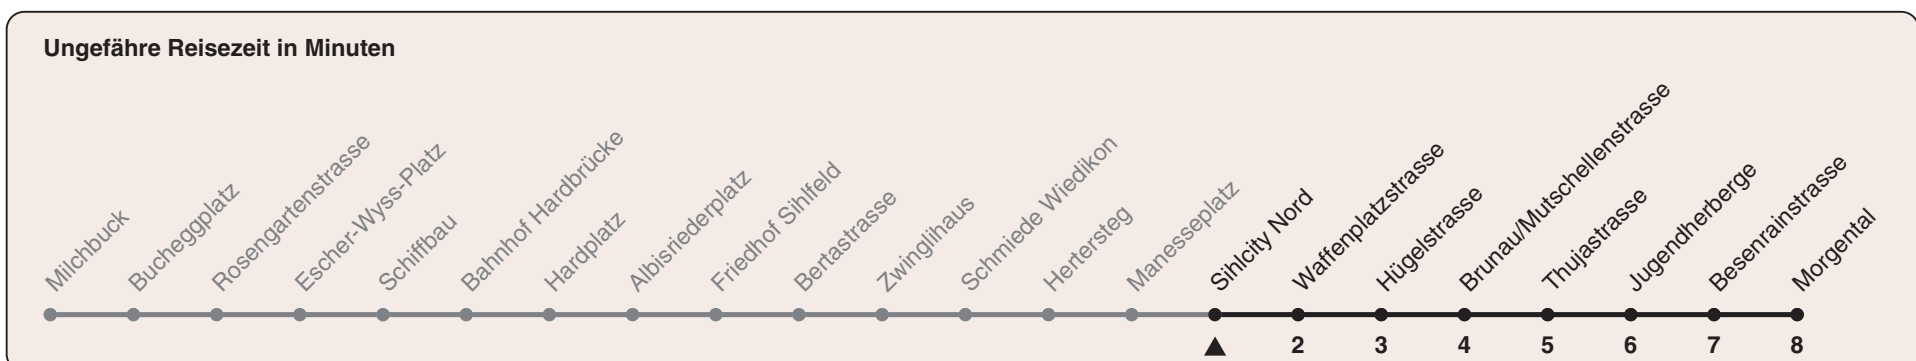 Ungefähre Reisezeit in Minuten
Milchbuck
Bucheggplatz
Rosengartenstrasse
Escher-Wyss-Platz
Schiffbau
Bahnhof Hardbrücke
Hardplatz
Albisriederplatz
Friedhof Sihlfeld
Bertastrasse
Zwinglihaus
Schmiede Wiedikon
Hertersteg
Manesseplatz
Sihlcity Nord
Waffenplatzstrasse
Hügelstrasse
Brunau/Mutschellenstrasse
Thujastrasse
Jugendherberge
Besenrainstrasse
Morgental
2 3 4 5 6 7 8